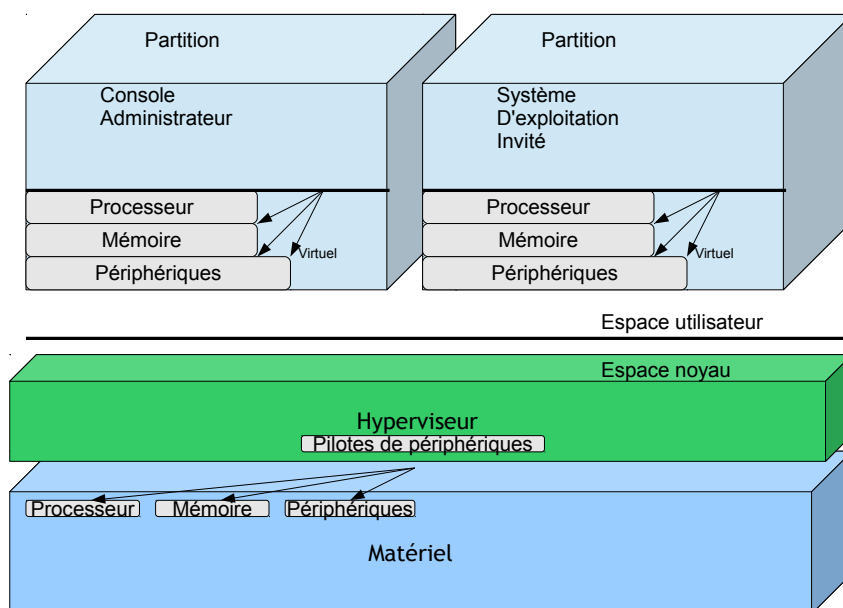 Partition
Console
Administrateur
Processeur
Mémoire
Périphériques
Virtuel
Partition
Système
D'exploitation
Invité
Processeur
Mémoire
Périphériques
Virtuel
Espace utilisateur
Espace noyau
Hyperviseur
Pilotes de périphériques
Processeur
Mémoire
Périphériques
Matériel